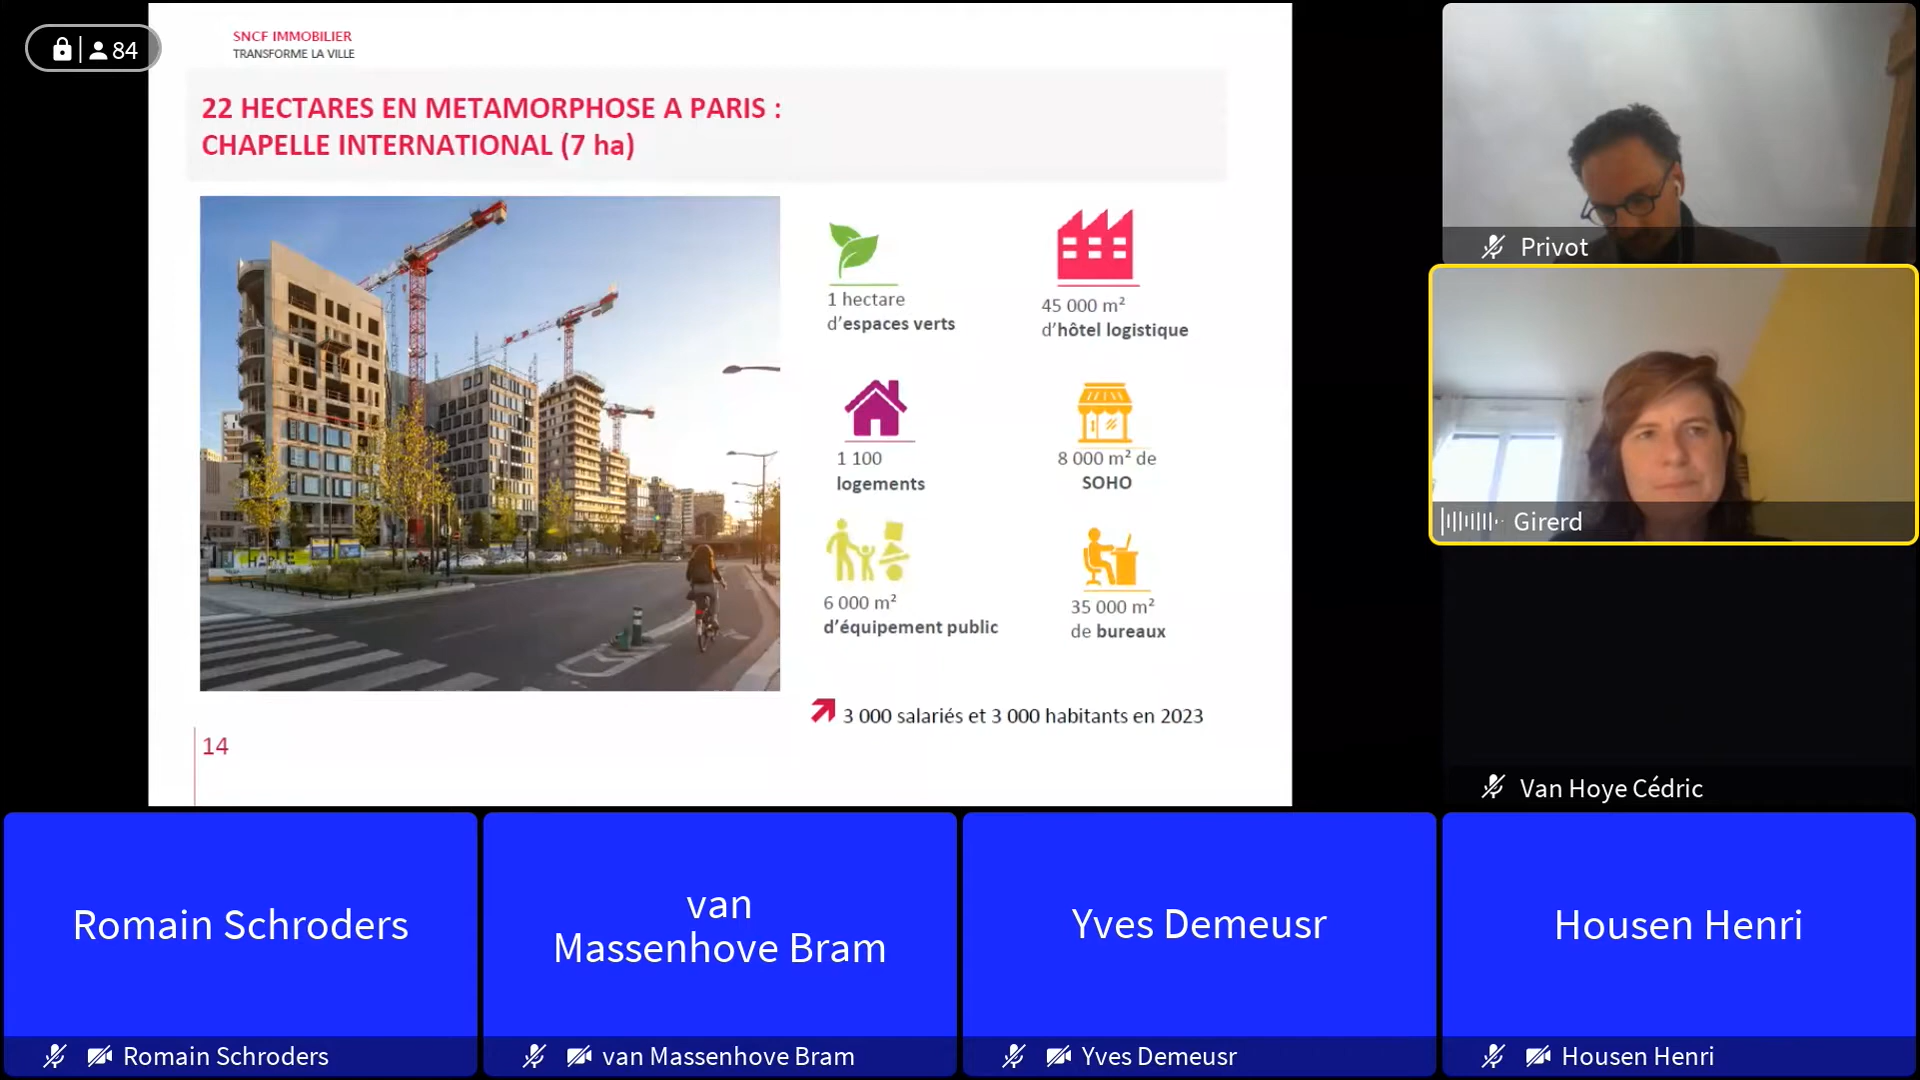 84
SNCF IMMOBILIER
TRANSFORME LA VILLE
22 HECTARES EN METAMORPHOSE A PARIS :
CHAPELLE INTERNATIONAL (7 ha)
1 hectare
d'espaces verts
45 000 m²
d'hôtel logistique
1 100
logements
8 000 m² de
SOHO
6 000 m²
d'équipement public
35 000 m²
de bureaux
3 000 salariés et 3 000 habitants en 2023
14
Privot
Girerd
Van Hoye Cédric
Romain Schroders
van
Massenhove Bram
Yves Demeusr
Housen Henri
Romain Schroders
van Massenhove Bram
Yves Demeusr
Housen Henri